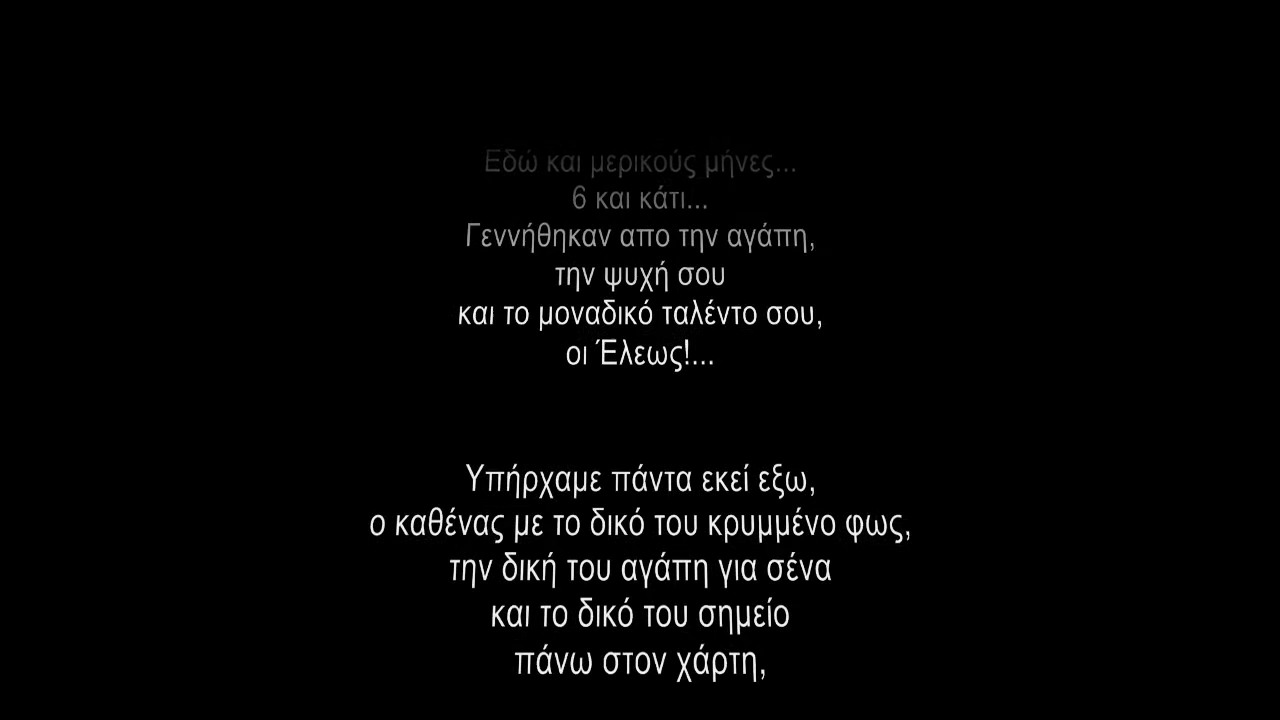 Εδώ και μερικούς μήνες...
6 και κάτι...
Γεννήθηκαν απο την αγάπη,
την ψυχή σου
και το μοναδικό ταλέντο σου,
οι Έλεως!...
Υπήρχαμε πάντα εκεί εξω,
ο καθένας με το δικό του κρυμμένο φως,
την δική του αγάπη για σένα
και το δικό του σημείο
πάνω στον χάρτη,